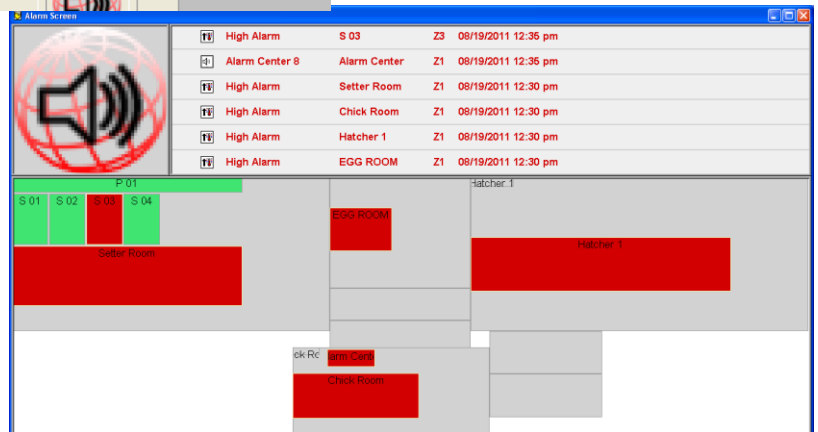 Alarm Screen
High Alarm S 03 Z3 08/19/2011 12:35 pm
Alarm Center 8 Alarm Center Z1 08/19/2011 12:35 pm
High Alarm Setter Room Z1 08/19/2011 12:30 pm
High Alarm Chick Room Z1 08/19/2011 12:30 pm
High Alarm Hatcher 1 Z1 08/19/2011 12:30 pm
High Alarm EGG ROOM Z1 08/19/2011 12:30 pm
P 01
Hatcher 1
S 01 S 02 S 03 S 04
EGG ROOM
Setter Room
Hatcher 1
ck Rc
larm Cent
Chick Room